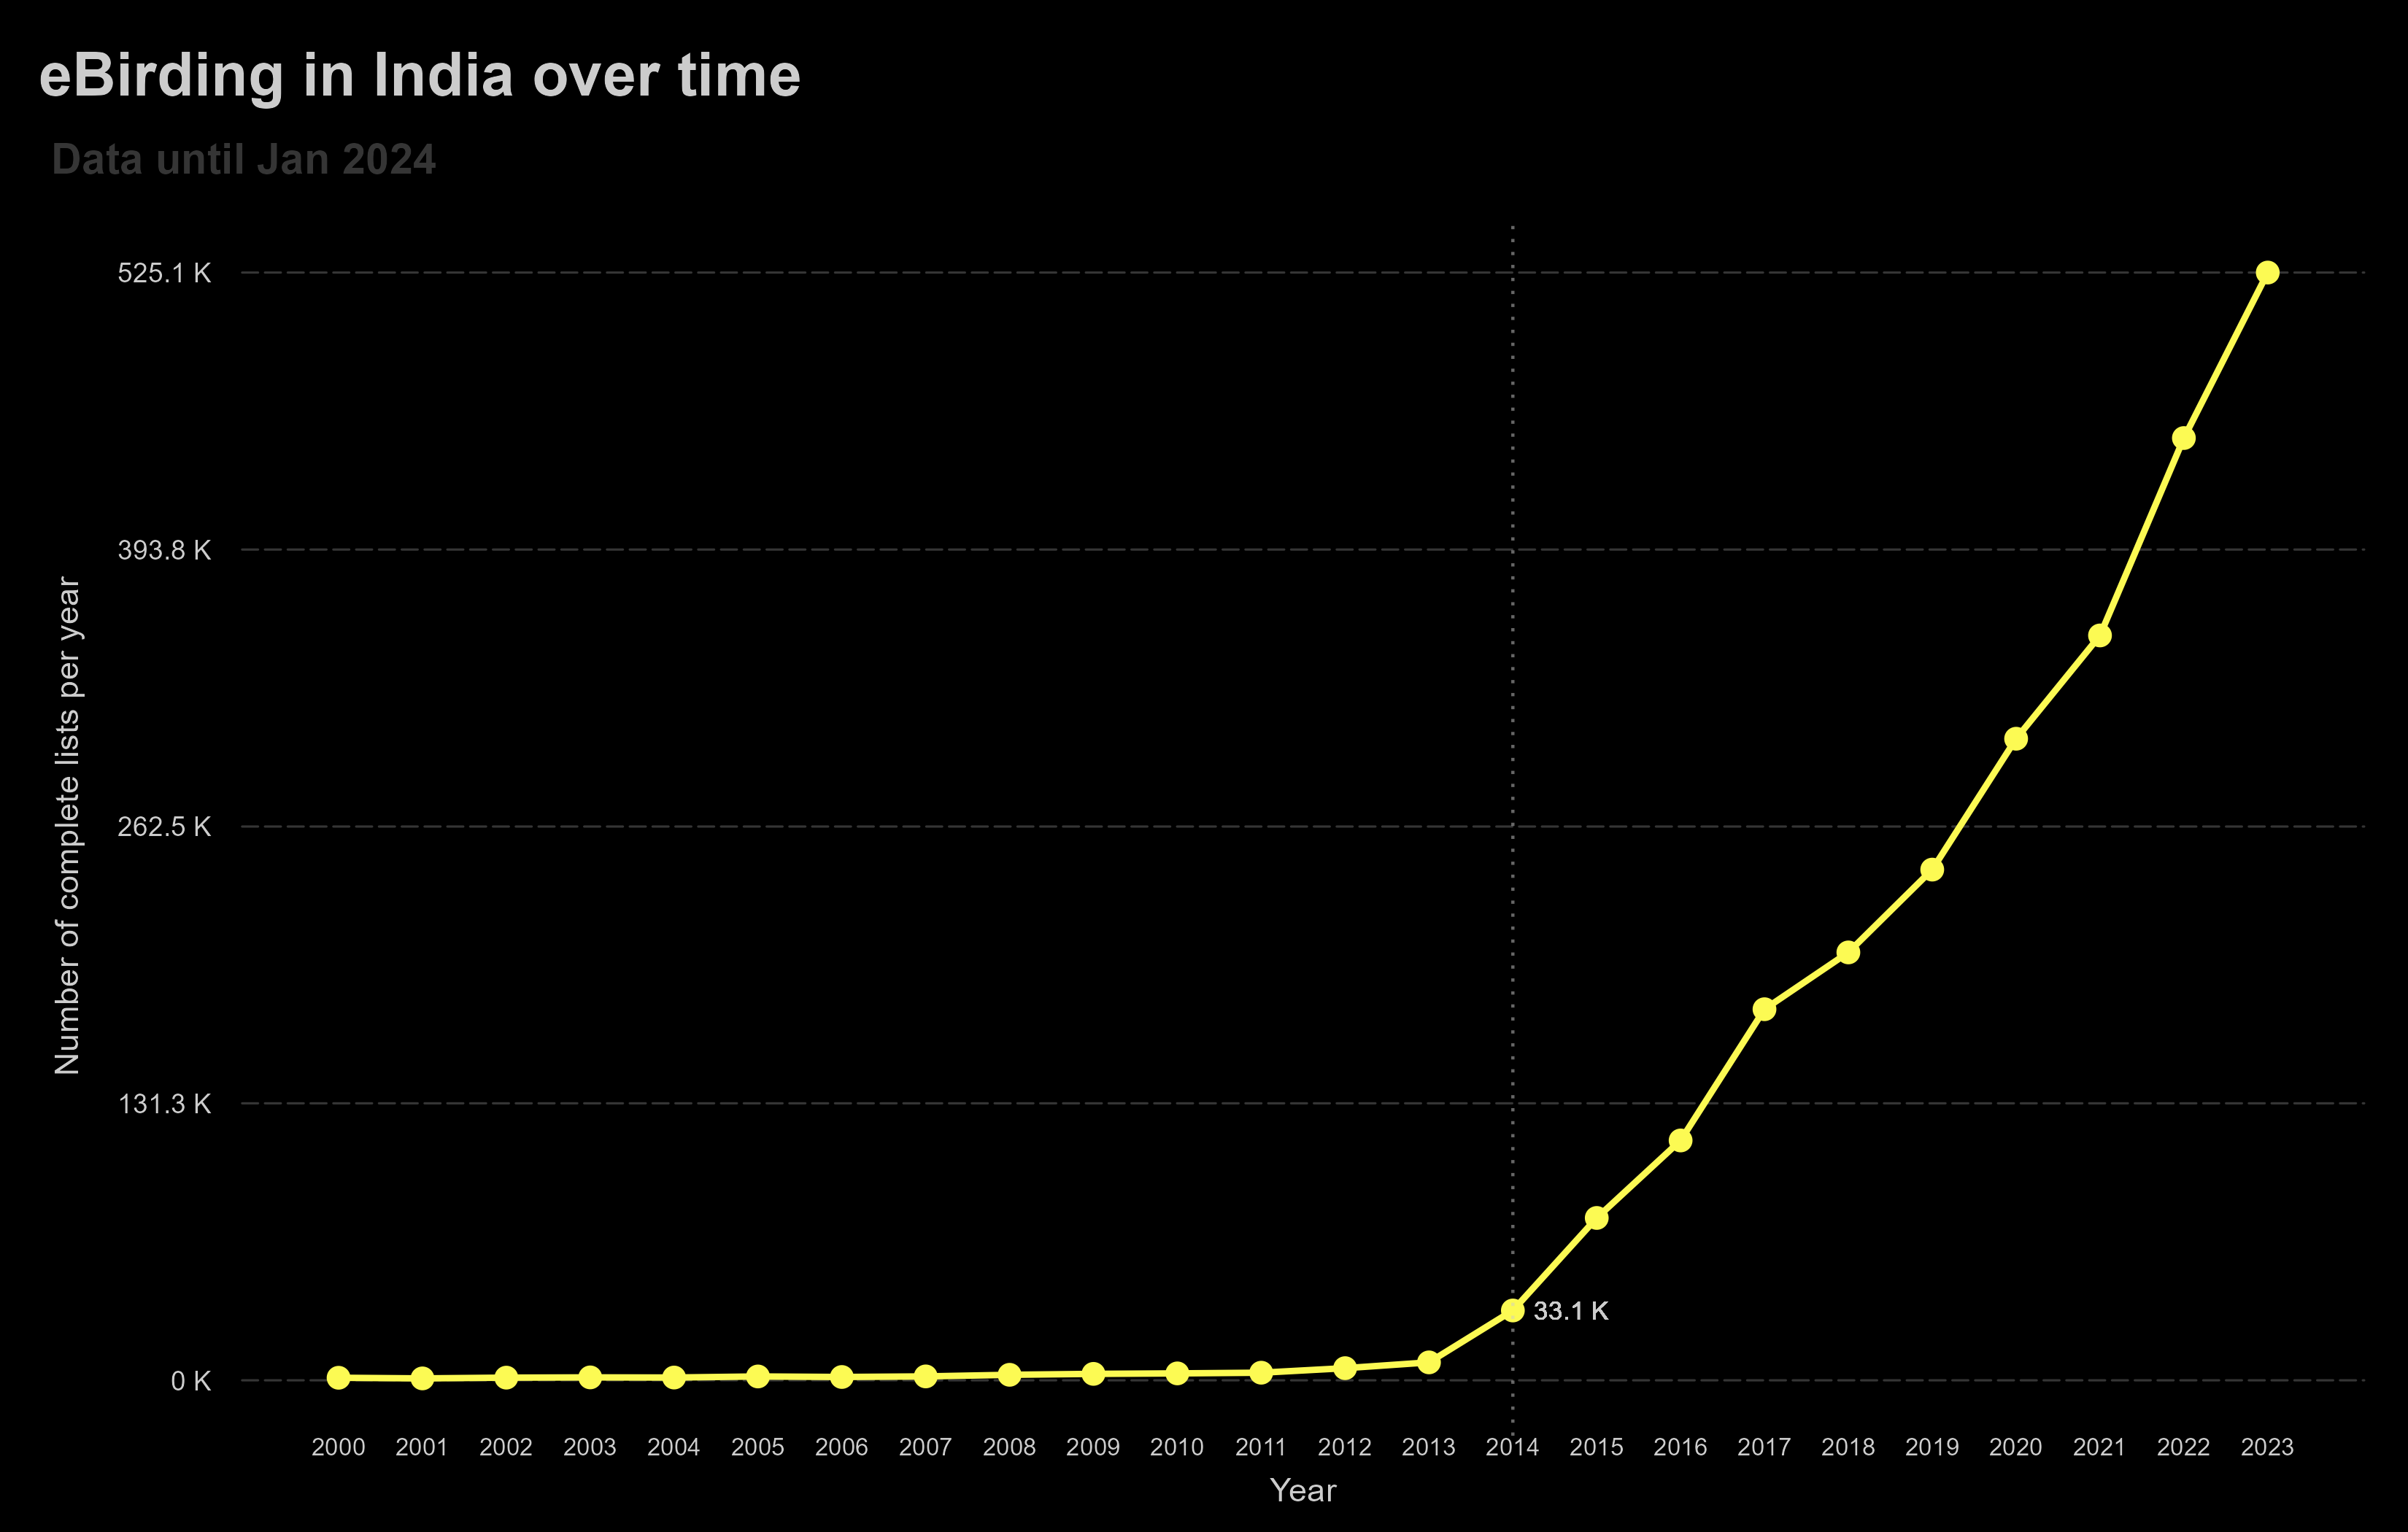 eBirding in India over time
Data until Jan 2024
525.1 K
393.8 K
262.5 K
131.3 K
0 K
Number of complete lists per year
33.1 K
2000 2001 2002 2003 2004 2005 2006 2007 2008 2009 2010 2011 2012 2013 2014 2015 2016 2017 2018 2019 2020 2021 2022 2023
Year